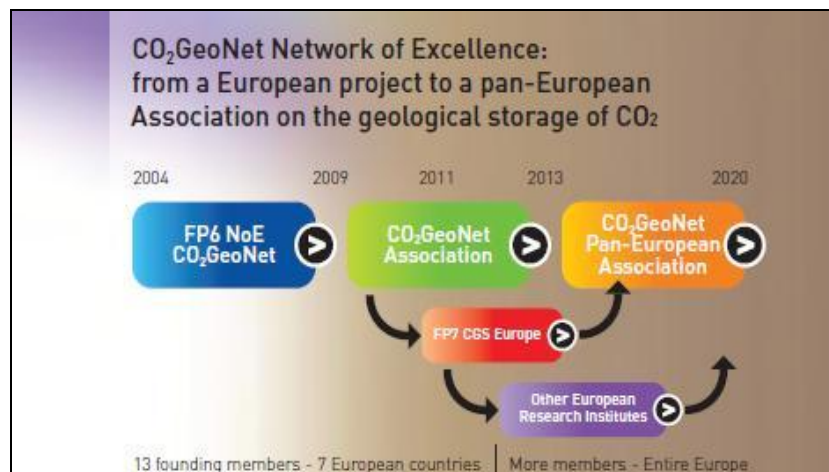 CO₂GeoNet Network of Excellence:
from a European project to a pan-European
Association on the geological storage of CO₂
2004 2009 2011 2013 2020
FP6 NoE
CO₂GeoNet
CO₂GeoNet
Association
CO₂GeoNet
Pan-European
Association
FP7 CGS Europe
Other European
Research Institutes
13 founding members - 7 European countries | More members - Entire Europe